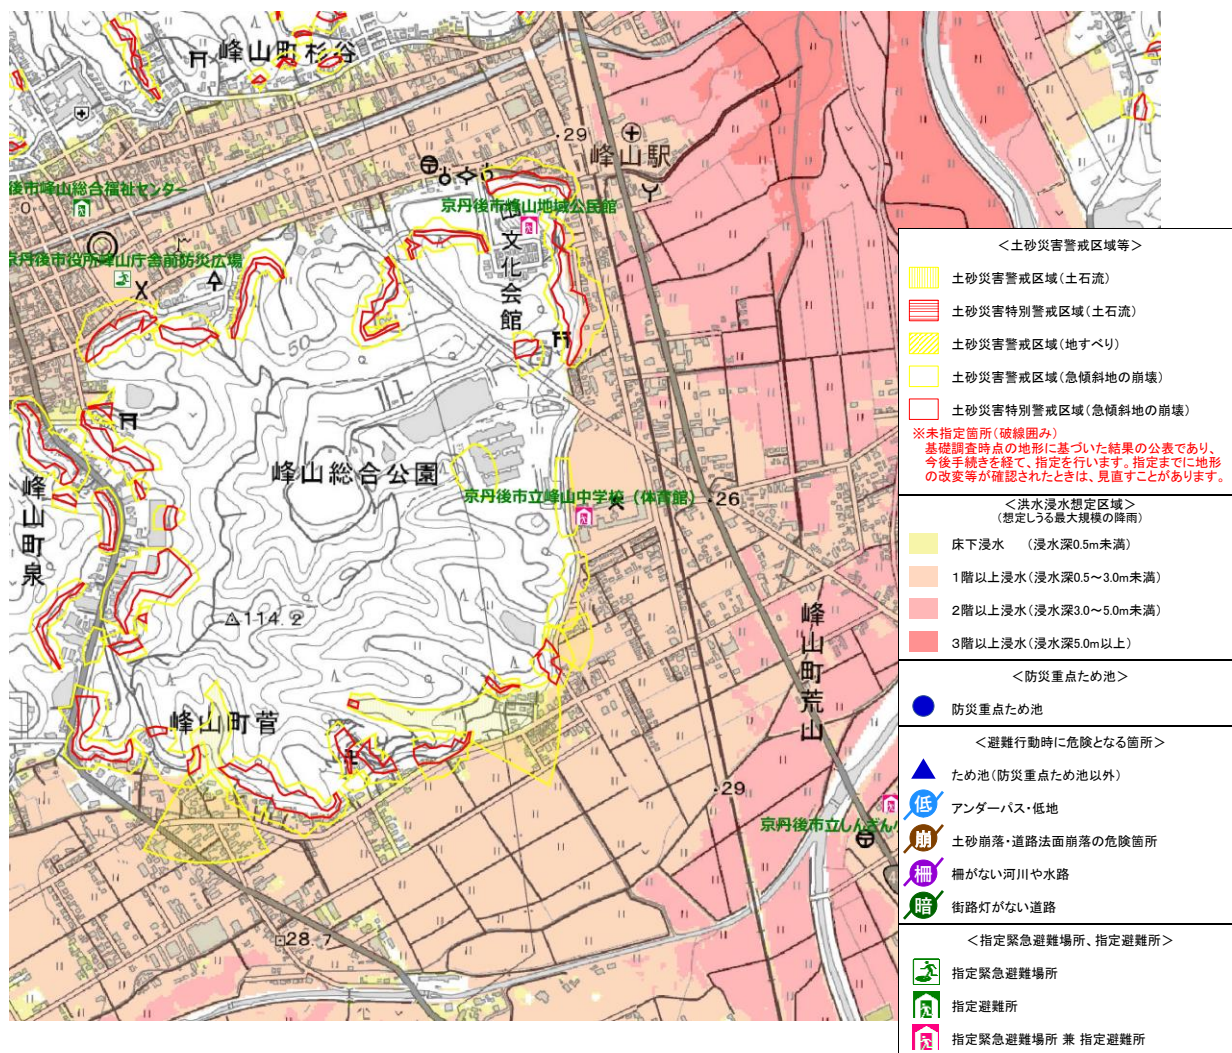 峰山町杉谷
29
峰山駅
後市峰山総合福祉センター
京丹後市峰山地域公民館
0
文化会館
京丹後市役所峰山庁舎前防災広場
50
峰山総合公園
京丹後市立峰山中学校（体育館）
26
峰山町泉
114.2
峰山町荒山
峰山町菅
29
京丹後市立しんざん
28.7
＜土砂災害警戒区域等＞
土砂災害警戒区域（土石流）
土砂災害特別警戒区域（土石流）
土砂災害警戒区域（地すべり）
土砂災害警戒区域（急傾斜地の崩壊）
土砂災害特別警戒区域（急傾斜地の崩壊）
※未指定箇所（破線囲み）
基礎調査時点の地形に基づいた結果の公表であり、
今後手続きを経て、指定を行います。指定までに地形
の改変等が確認されたときは、見直すことがあります。
＜洪水浸水想定区域＞
（想定しうる最大規模の降雨）
床下浸水　（浸水深0.5m未満）
1階以上浸水（浸水深0.5～3.0m未満）
2階以上浸水（浸水深3.0～5.0m未満）
3階以上浸水（浸水深5.0m以上）
＜防災重点ため池＞
防災重点ため池
＜避難行動時に危険となる箇所＞
ため池（防災重点ため池以外）
低 アンダーパス・低地
崩 土砂崩落・道路法面崩落の危険箇所
柵 柵がない河川や水路
暗 街路灯がない道路
＜指定緊急避難場所、指定避難所＞
指定緊急避難場所
指定避難所
指定緊急避難場所 兼 指定避難所